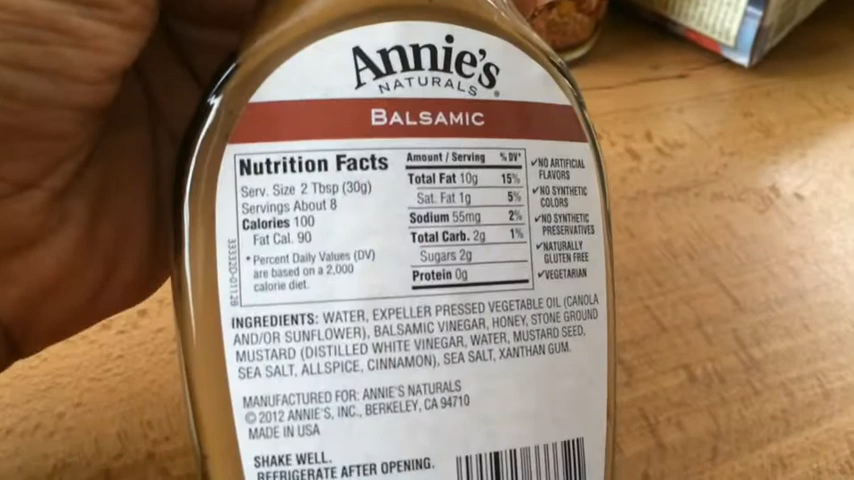 Annie's
NATURALS®
BALSAMIC
Nutrition Facts
Serv. Size 2 Tbsp (30g)
Servings About 8
Calories 100
Fat Cal. 90
* Percent Daily Values (DV)
are based on a 2,000
calorie diet.
Amount / Serving % DV*
Total Fat 10g 15%
Sat. Fat 1g 5%
Sodium 55mg 2%
Total Carb. 2g 1%
Sugars 2g
Protein 0g
✓NO ARTIFICIAL
FLAVORS
✓NO SYNTHETIC
COLORS
✓NO SYNTHETIC
PRESERVATIVES
✓NATURALLY
GLUTEN FREE
✓VEGETARIAN
INGREDIENTS: WATER, EXPELLER PRESSED VEGETABLE OIL (CANOLA
AND/OR SUNFLOWER), BALSAMIC VINEGAR, HONEY, STONE GROUND
MUSTARD (DISTILLED WHITE VINEGAR, WATER, MUSTARD SEED,
SEA SALT, ALLSPICE, CINNAMON), SEA SALT, XANTHAN GUM.
MANUFACTURED FOR: ANNIE'S NATURALS
© 2012 ANNIE'S, INC., BERKELEY, CA 94710
MADE IN USA
SHAKE WELL.
REFRIGERATE AFTER OPENING.